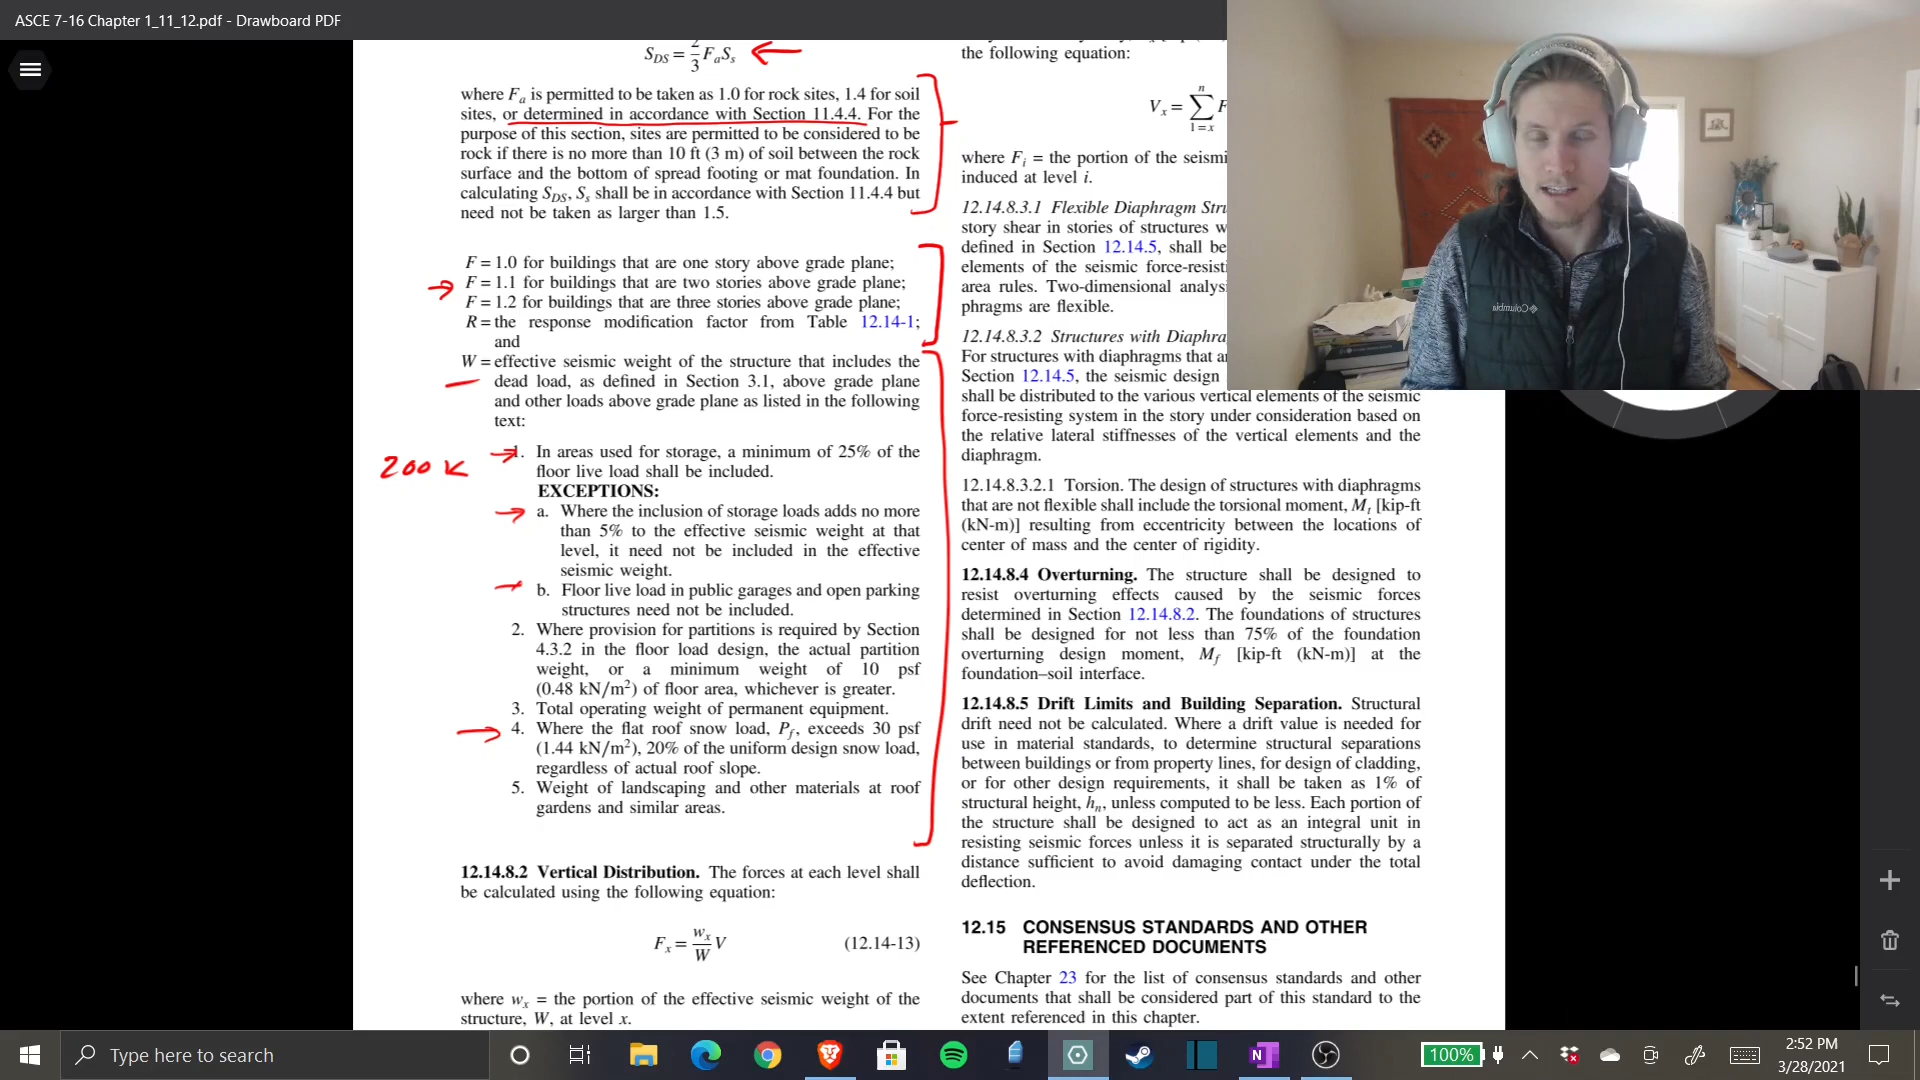 ASCE 7-16 Chapter 1_11_12.pdf - Drawboard PDF
S_DS = 2/3 F_a S_s
where F_a is permitted to be taken as 1.0 for rock sites, 1.4 for soil
sites, or determined in accordance with Section 11.4.4. For the
purpose of this section, sites are permitted to be considered to be
rock if there is no more than 10 ft (3 m) of soil between the rock
surface and the bottom of spread footing or mat foundation. In
calculating S_DS, S_s shall be in accordance with Section 11.4.4 but
need not be taken as larger than 1.5.
F = 1.0 for buildings that are one story above grade plane;
F = 1.1 for buildings that are two stories above grade plane;
F = 1.2 for buildings that are three stories above grade plane;
R = the response modification factor from Table 12.14-1;
and
W = effective seismic weight of the structure that includes the
dead load, as defined in Section 3.1, above grade plane
and other loads above grade plane as listed in the following
text:
200 K
1. In areas used for storage, a minimum of 25% of the
floor live load shall be included.
EXCEPTIONS:
a. Where the inclusion of storage loads adds no more
than 5% to the effective seismic weight at that
level, it need not be included in the effective
seismic weight.
b. Floor live load in public garages and open parking
structures need not be included.
2. Where provision for partitions is required by Section
4.3.2 in the floor load design, the actual partition
weight, or a minimum weight of 10 psf
(0.48 kN/m²) of floor area, whichever is greater.
3. Total operating weight of permanent equipment.
4. Where the flat roof snow load, P_f, exceeds 30 psf
(1.44 kN/m²), 20% of the uniform design snow load,
regardless of actual roof slope.
5. Weight of landscaping and other materials at roof
gardens and similar areas.
12.14.8.2 Vertical Distribution. The forces at each level shall
be calculated using the following equation:
F_x = w_x/W V (12.14-13)
where w_x = the portion of the effective seismic weight of the
structure, W, at level x.
the following equation:
V_x = n ∑ 1=x F
where F_i = the portion of the seismi
induced at level i.
12.14.8.3.1 Flexible Diaphragm Stru
story shear in stories of structures w
defined in Section 12.14.5, shall be
elements of the seismic force-resisti
area rules. Two-dimensional analysi
phragms are flexible.
12.14.8.3.2 Structures with Diaphra
For structures with diaphragms that a
Section 12.14.5, the seismic design
shall be distributed to the various vertical elements of the seismic
force-resisting system in the story under consideration based on
the relative lateral stiffnesses of the vertical elements and the
diaphragm.
12.14.8.3.2.1 Torsion. The design of structures with diaphragms
that are not flexible shall include the torsional moment, M_t [kip-ft
(kN-m)] resulting from eccentricity between the locations of
center of mass and the center of rigidity.
12.14.8.4 Overturning. The structure shall be designed to
resist overturning effects caused by the seismic forces
determined in Section 12.14.8.2. The foundations of structures
shall be designed for not less than 75% of the foundation
overturning design moment, M_f [kip-ft (kN-m)] at the
foundation–soil interface.
12.14.8.5 Drift Limits and Building Separation. Structural
drift need not be calculated. Where a drift value is needed for
use in material standards, to determine structural separations
between buildings or from property lines, for design of cladding,
or for other design requirements, it shall be taken as 1% of
structural height, h_n, unless computed to be less. Each portion of
the structure shall be designed to act as an integral unit in
resisting seismic forces unless it is separated structurally by a
distance sufficient to avoid damaging contact under the total
deflection.
12.15 CONSENSUS STANDARDS AND OTHER
REFERENCED DOCUMENTS
See Chapter 23 for the list of consensus standards and other
documents that shall be considered part of this standard to the
extent referenced in this chapter.
Columbia
Type here to search
100%
2:52 PM
3/28/2021